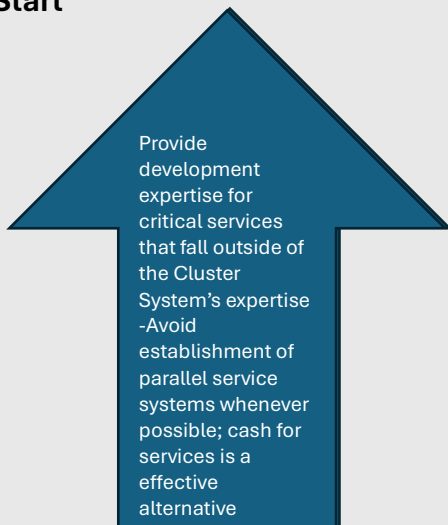 Start
Provide
development
expertise for
critical services
that fall outside of
the Cluster
System’s expertise
-Avoid
establishment of
parallel service
systems whenever
possible; cash for
services is a
effective
alternative